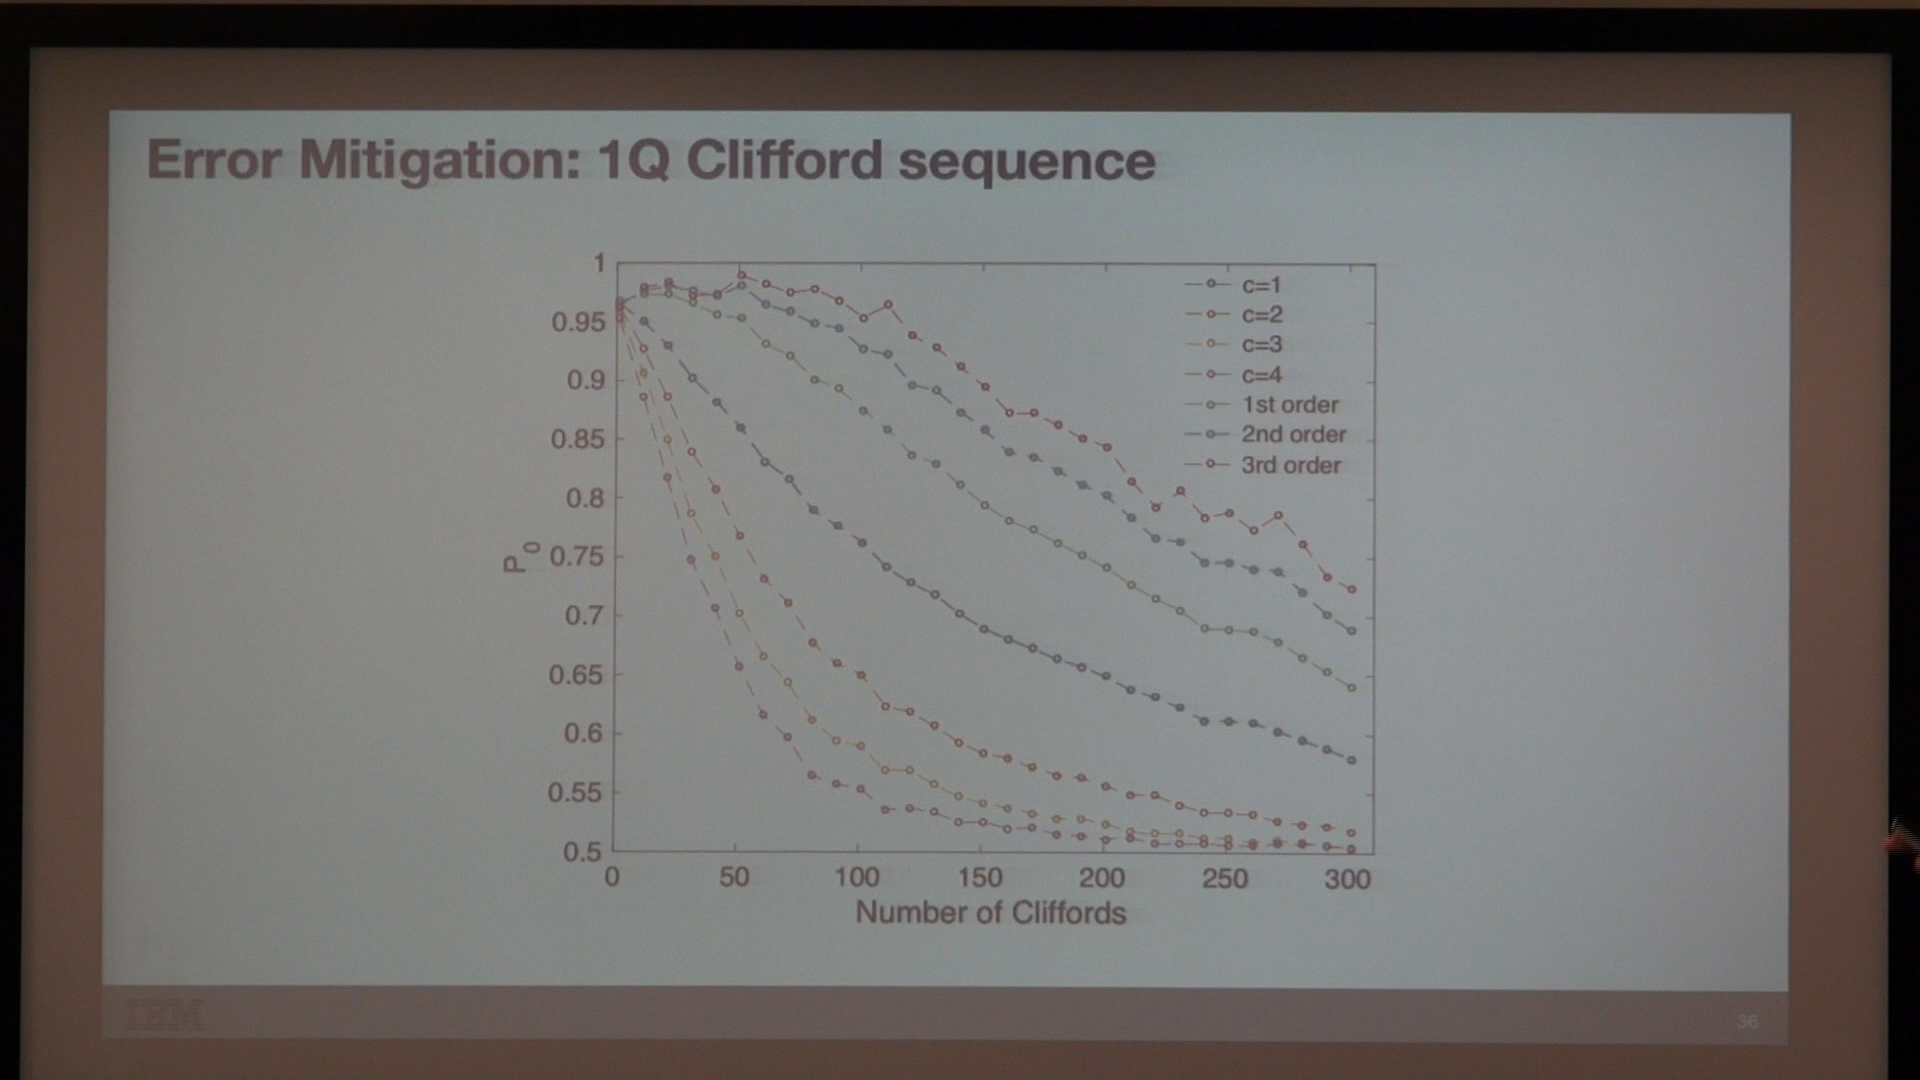 Error Mitigation: 1Q Clifford sequence
1
0.95
0.9
0.85
0.8
0.75
0.7
0.65
0.6
0.55
0.5
P0
0
50
100
150
200
250
300
Number of Cliffords
c=1
c=2
c=3
c=4
1st order
2nd order
3rd order
IBM
36